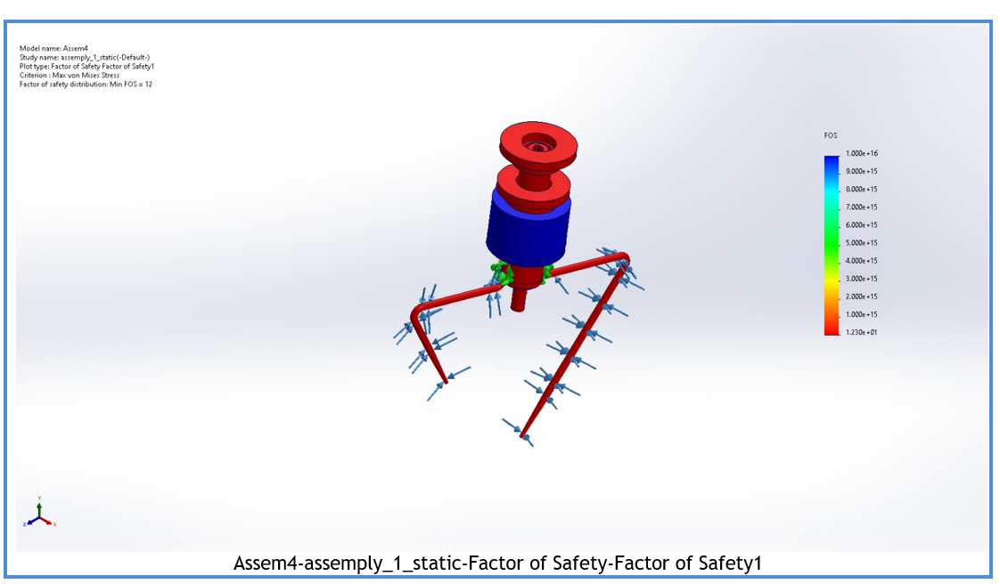 Model name: Assem4
Study name: assemply_1_static(-Default-)
Plot type: Factor of Safety Factor of Safety1
Criterion : Max von Mises Stress
Factor of safety distribution: Min FOS = 12
FOS
1.000e+16
9.000e+15
8.000e+15
7.000e+15
6.000e+15
5.000e+15
4.000e+15
3.000e+15
2.000e+15
1.000e+15
1.230e+01
Y
Z
X
Assem4-assemply_1_static-Factor of Safety-Factor of Safety1